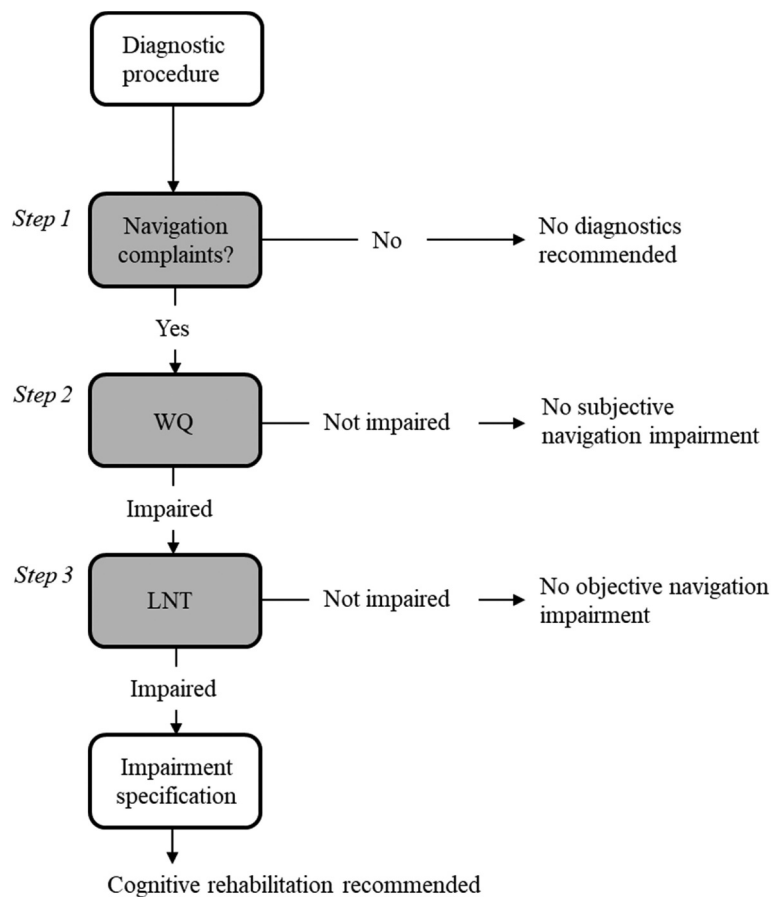 Diagnostic
procedure
Step 1
Navigation
complaints?
No
No diagnostics
recommended
Yes
Step 2
WQ
Not impaired
No subjective
navigation impairment
Impaired
Step 3
LNT
Not impaired
No objective navigation
impairment
Impaired
Impairment
specification
Cognitive rehabilitation recommended